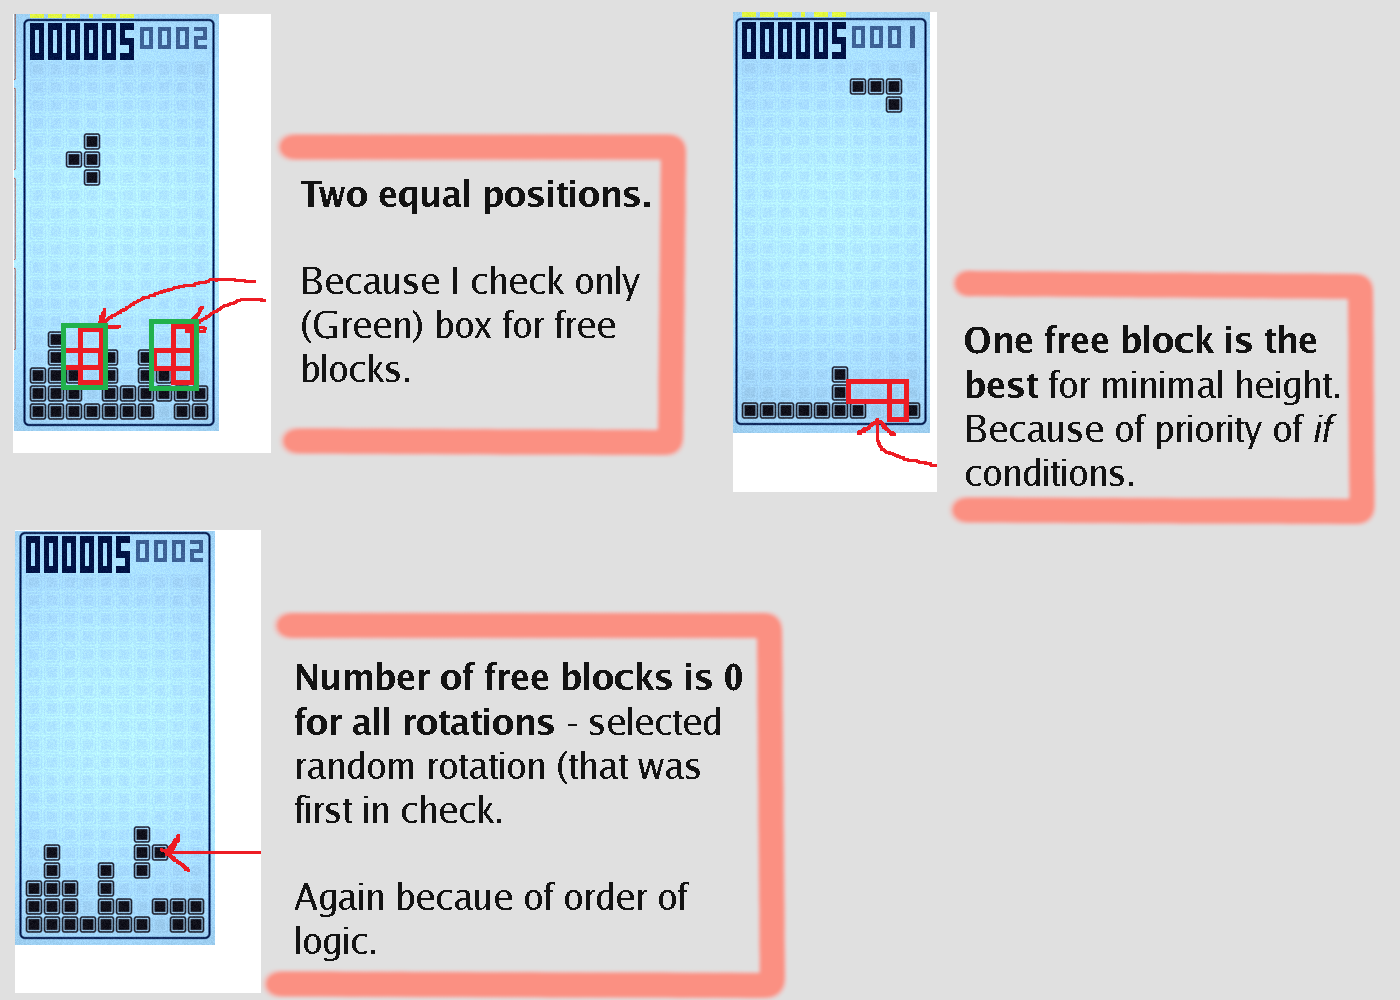 000005 0002
Two equal positions.
Because I check only
(Green) box for free
blocks.
000005 0001
One free block is the
best for minimal height.
Because of priority of if
conditions.
000005 0002
Number of free blocks is 0
for all rotations - selected
random rotation (that was
first in check.
Again becaue of order of
logic.